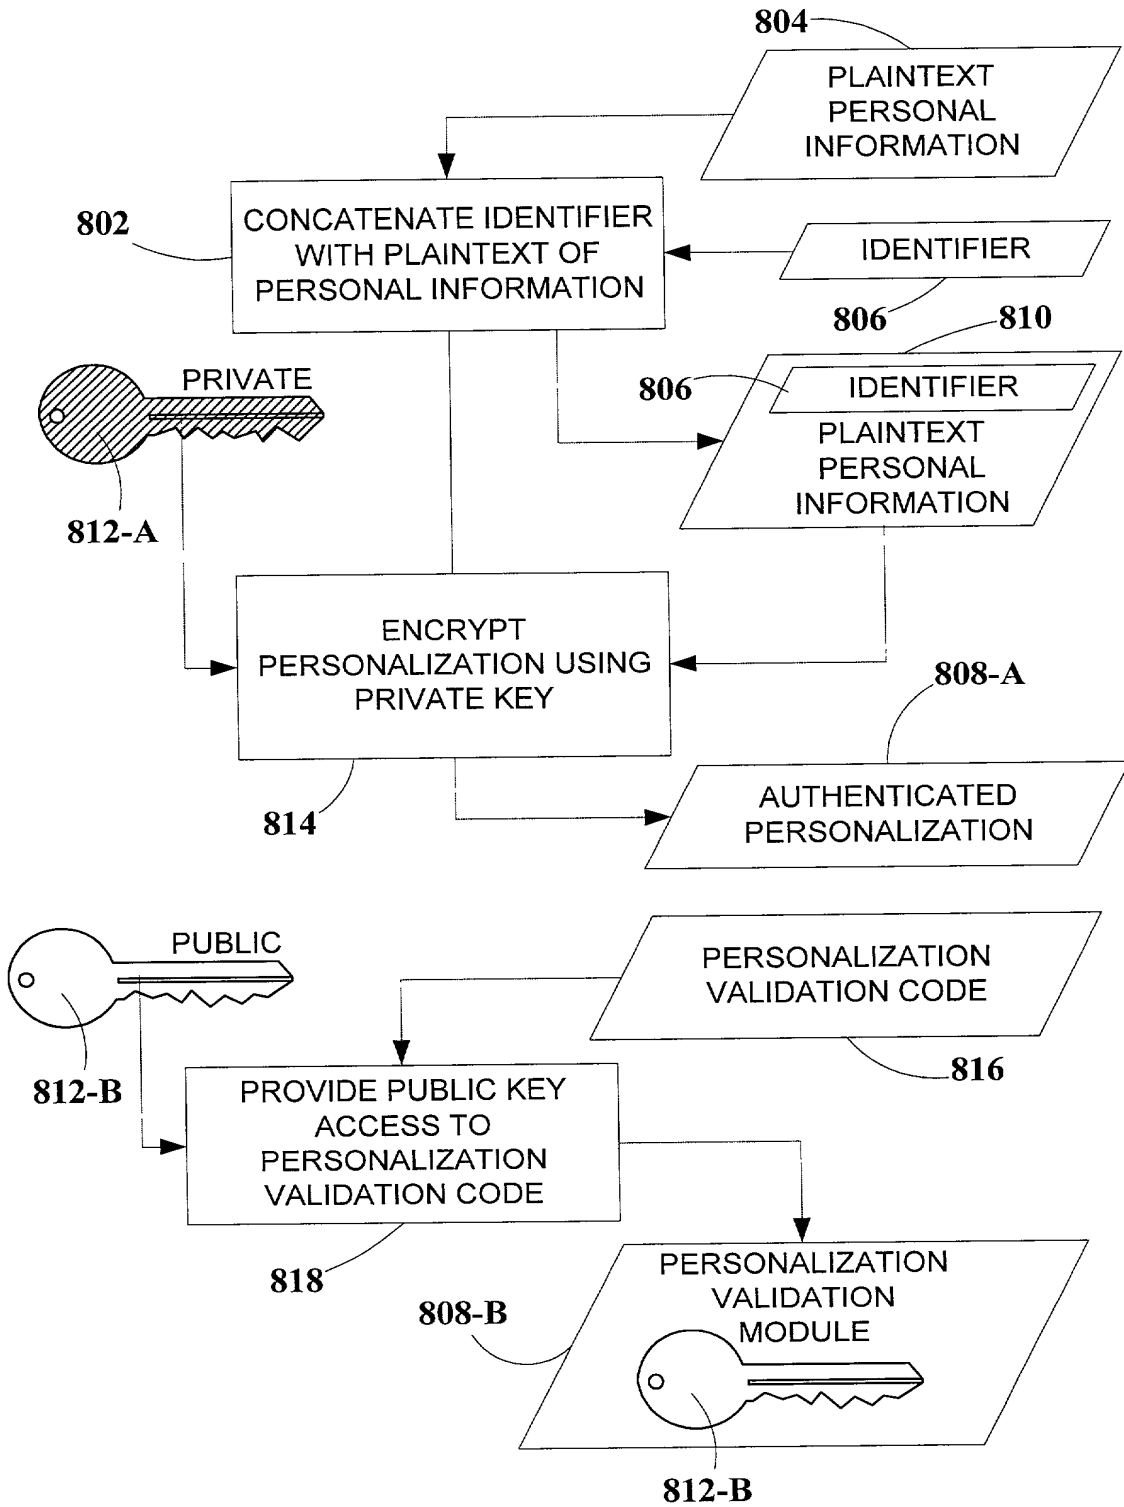 804
PLAINTEXT
PERSONAL
INFORMATION
802
CONCATENATE IDENTIFIER
WITH PLAINTEXT OF
PERSONAL INFORMATION
IDENTIFIER
806
810
PRIVATE
806
IDENTIFIER
PLAINTEXT
PERSONAL
INFORMATION
812-A
ENCRYPT
PERSONALIZATION USING
PRIVATE KEY
808-A
814
AUTHENTICATED
PERSONALIZATION
PUBLIC
PERSONALIZATION
VALIDATION CODE
812-B
816
PROVIDE PUBLIC KEY
ACCESS TO
PERSONALIZATION
VALIDATION CODE
818
808-B
PERSONALIZATION
VALIDATION
MODULE
812-B